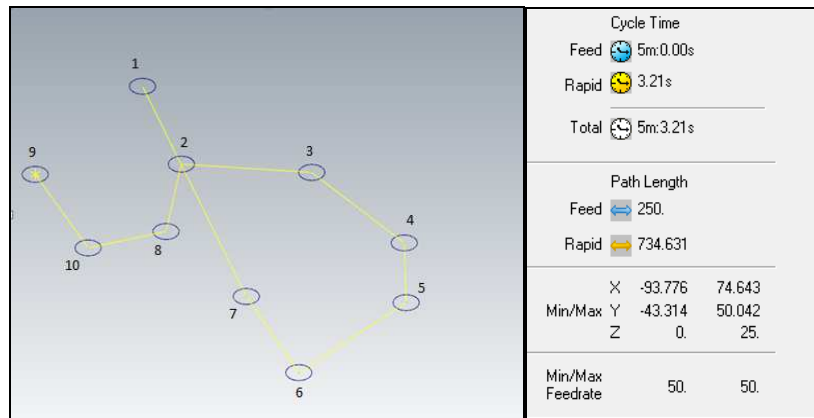 1
2
3
9
4
8
10
5
7
6
Cycle Time
Feed 5m:0.00s
Rapid 3.21s
Total 5m:3.21s
Path Length
Feed 250.
Rapid 734.631
X -93.776 74.643
Min/Max Y -43.314 50.042
Z 0. 25.
Min/Max
Feedrate 50. 50.